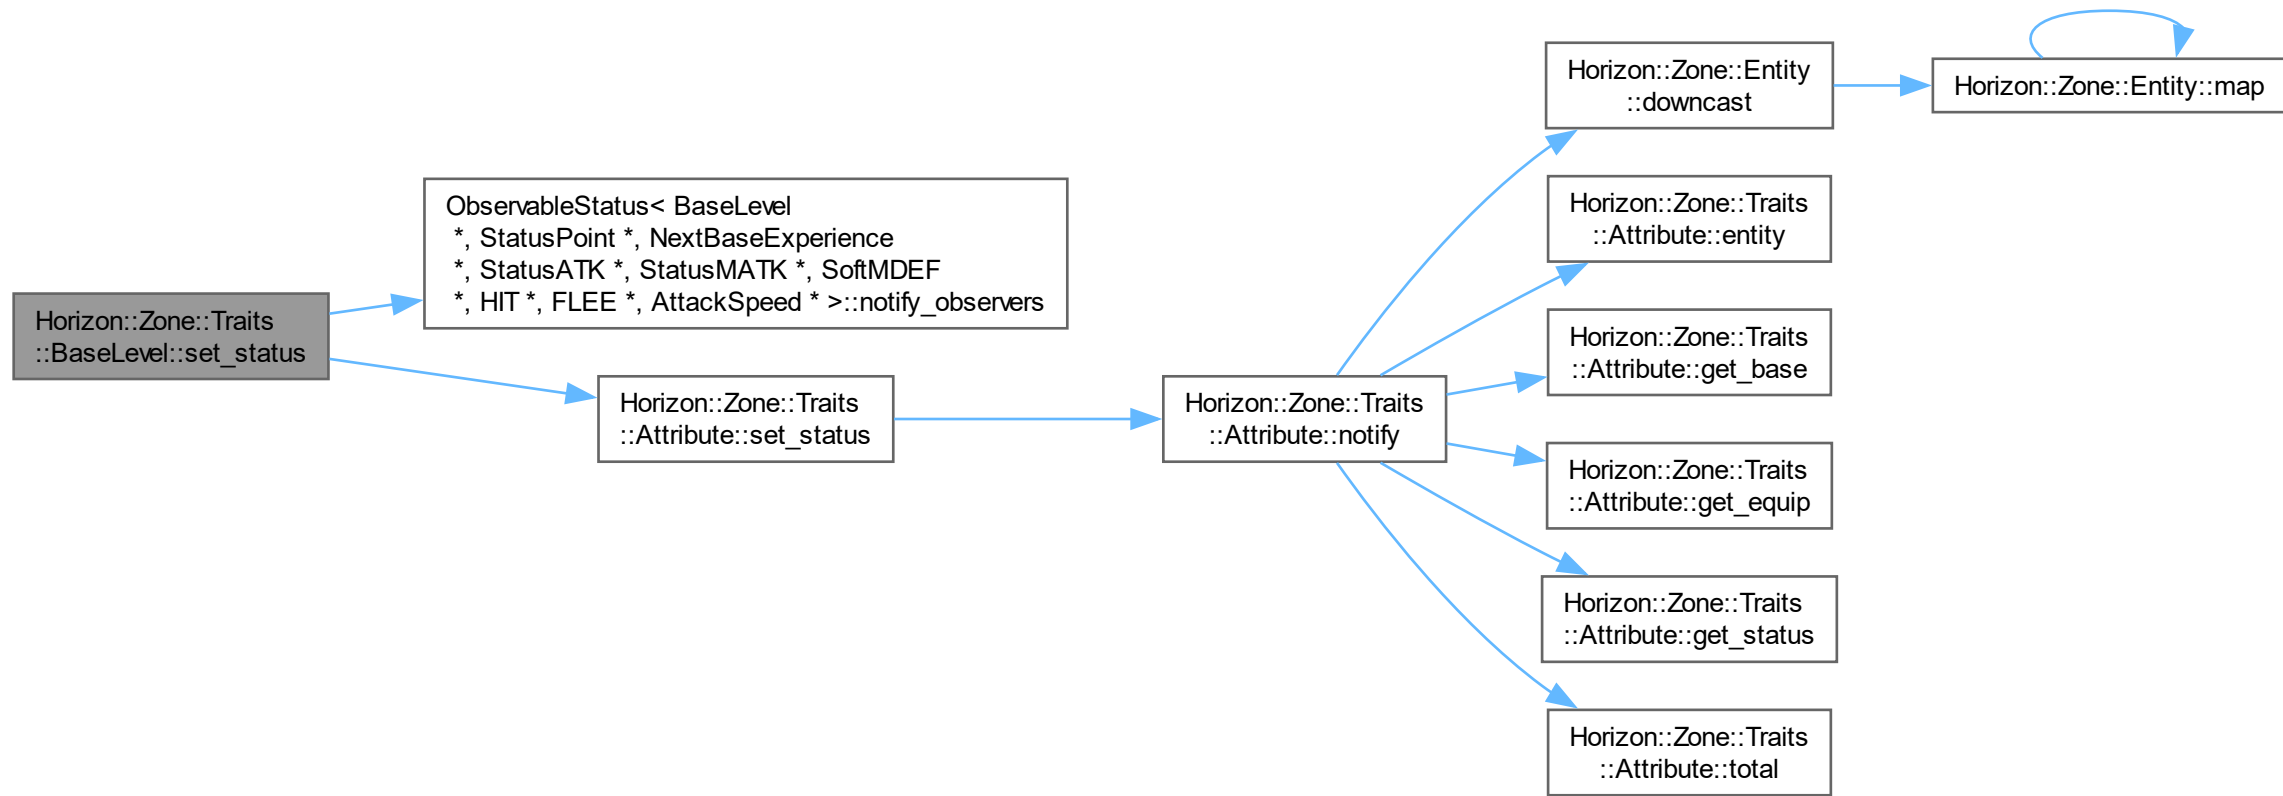 Horizon::Zone::Traits
::BaseLevel::set_status
ObservableStatus< BaseLevel
*, StatusPoint *, NextBaseExperience
*, StatusATK *, StatusMATK *, SoftMDEF
*, HIT *, FLEE *, AttackSpeed * >::notify_observers
Horizon::Zone::Traits
::Attribute::set_status
Horizon::Zone::Traits
::Attribute::notify
Horizon::Zone::Entity
::downcast
Horizon::Zone::Entity::map
Horizon::Zone::Traits
::Attribute::entity
Horizon::Zone::Traits
::Attribute::get_base
Horizon::Zone::Traits
::Attribute::get_equip
Horizon::Zone::Traits
::Attribute::get_status
Horizon::Zone::Traits
::Attribute::total